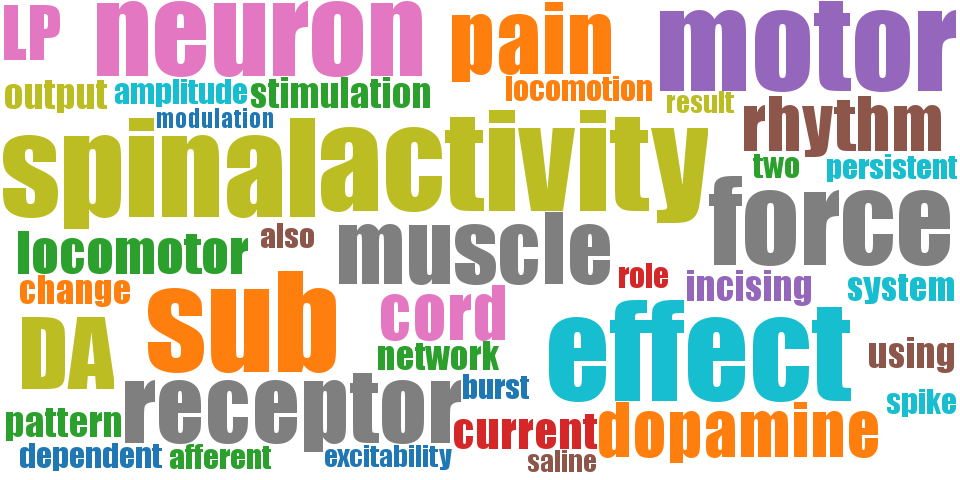 LP neuron pain motor
output amplitude stimulation locomotion result
modulation rhythm
spinal activity two persistent
force
locomotor also muscle
change role incising system
sub cord effect
DA network using
receptor burst spike
pattern current dopamine
dependent afferent excitability saline